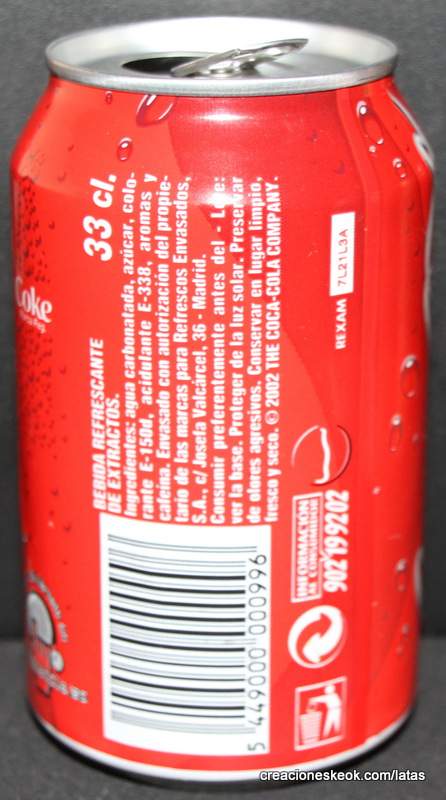 33 cl.
BEBIDA REFRESCANTE
DE EXTRACTOS.
Ingredientes: agua carbonatada, azúcar, colo-
rante E-150d, acidulante E-338, aromas y
cafeína. Envasado con autorización del propie-
tario de las marcas para Refrescos Envasados,
S.A., c/ Josefa Valcárcel, 36 - Madrid.
Consumir preferentemente antes del - Lote:
ver la base. Proteger de la luz solar. Preservar
de olores agresivos. Conservar en lugar limpio,
fresco y seco. © 2002 THE COCA-COLA COMPANY.
5 449000 000996
INFORMACIÓN
AL CONSUMIDOR
902 19 92 02
REXAM 7L21L3A
Coke
creacioneskeok.com/latas